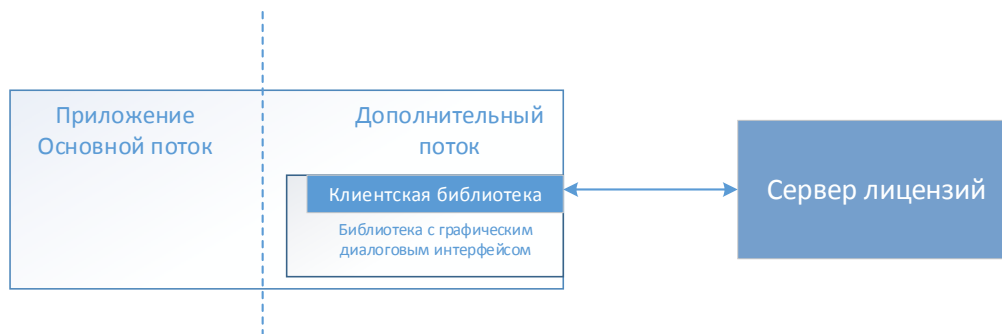 Приложение
Основной поток
Дополнительный
поток
Клиентская библиотека
Библиотека с графическим
диалоговым интерфейсом
Сервер лицензий